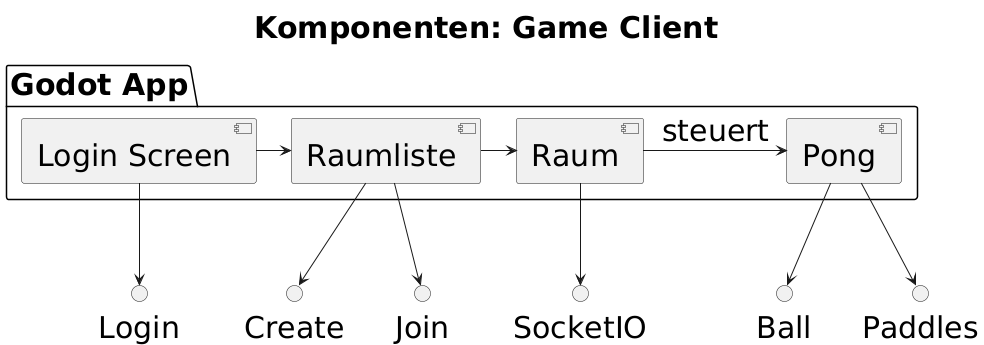 Komponenten: Game Client
Godot App
Login Screen
Raumliste
Raum
steuert
Pong
Login
Create
Join
SocketIO
Ball
Paddles